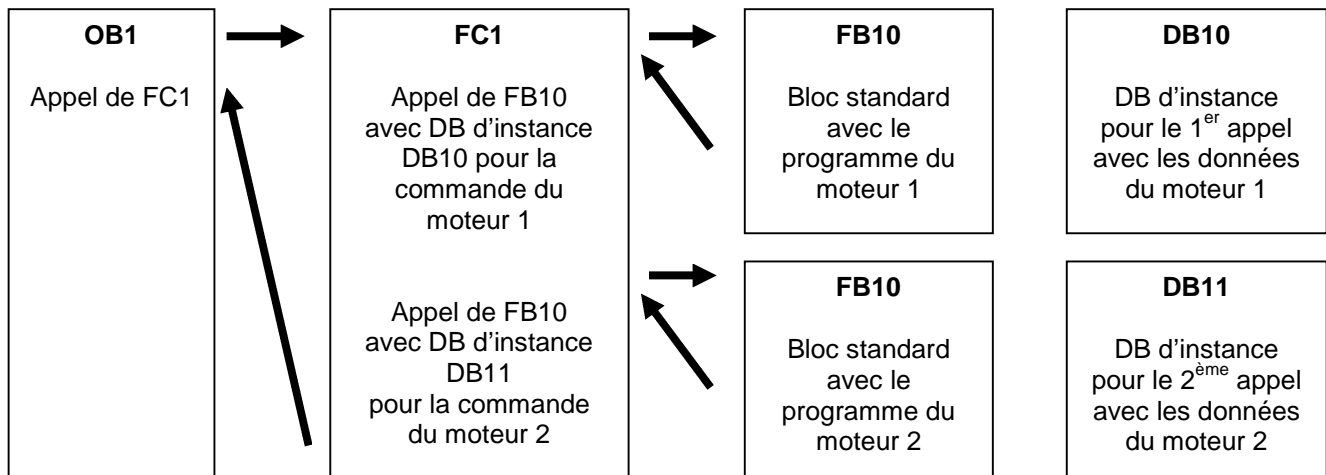 OB1
Appel de FC1
FC1
Appel de FB10
avec DB d'instance
DB10 pour la
commande du
moteur 1
Appel de FB10
avec DB d'instance
DB11
pour la commande
du moteur 2
FB10
Bloc standard
avec le
programme du
moteur 1
DB10
DB d'instance
pour le 1er appel
avec les données
du moteur 1
FB10
Bloc standard
avec le
programme du
moteur 2
DB11
DB d'instance
pour le 2ème appel
avec les données
du moteur 2